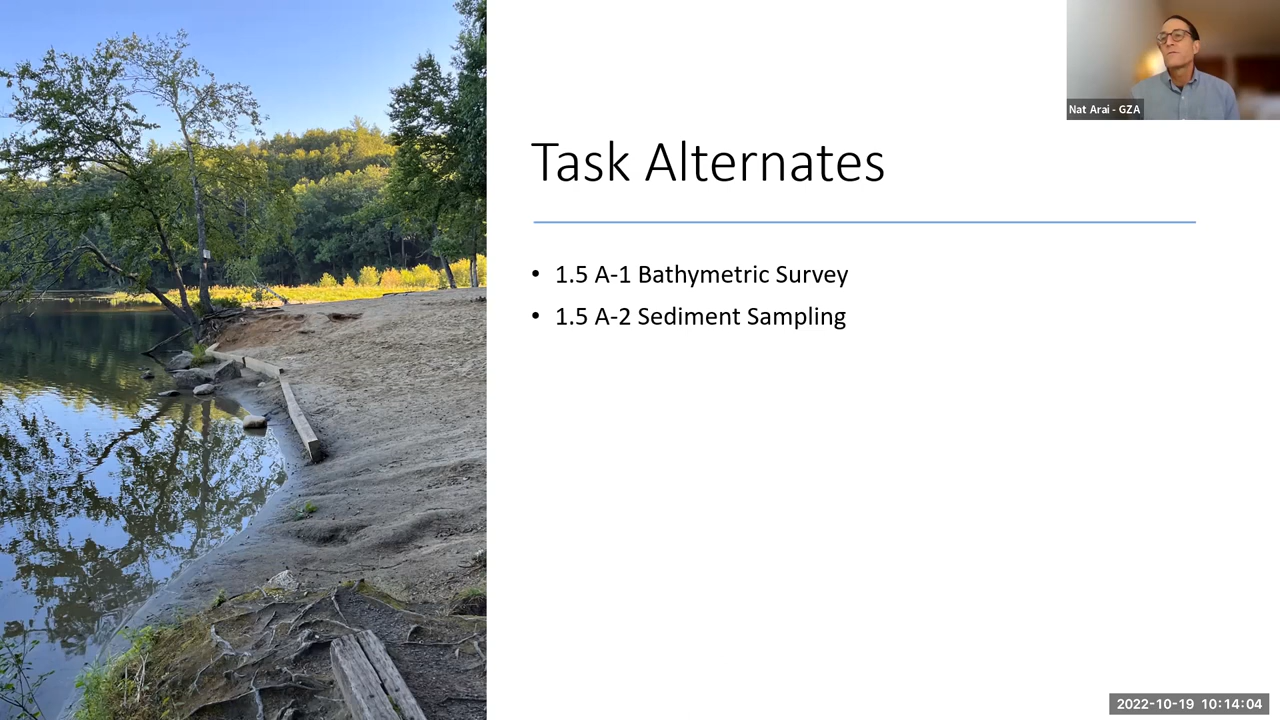 Nat Arai - GZA
Task Alternates
• 1.5 A-1 Bathymetric Survey
• 1.5 A-2 Sediment Sampling
2022-10-19 10:14:04